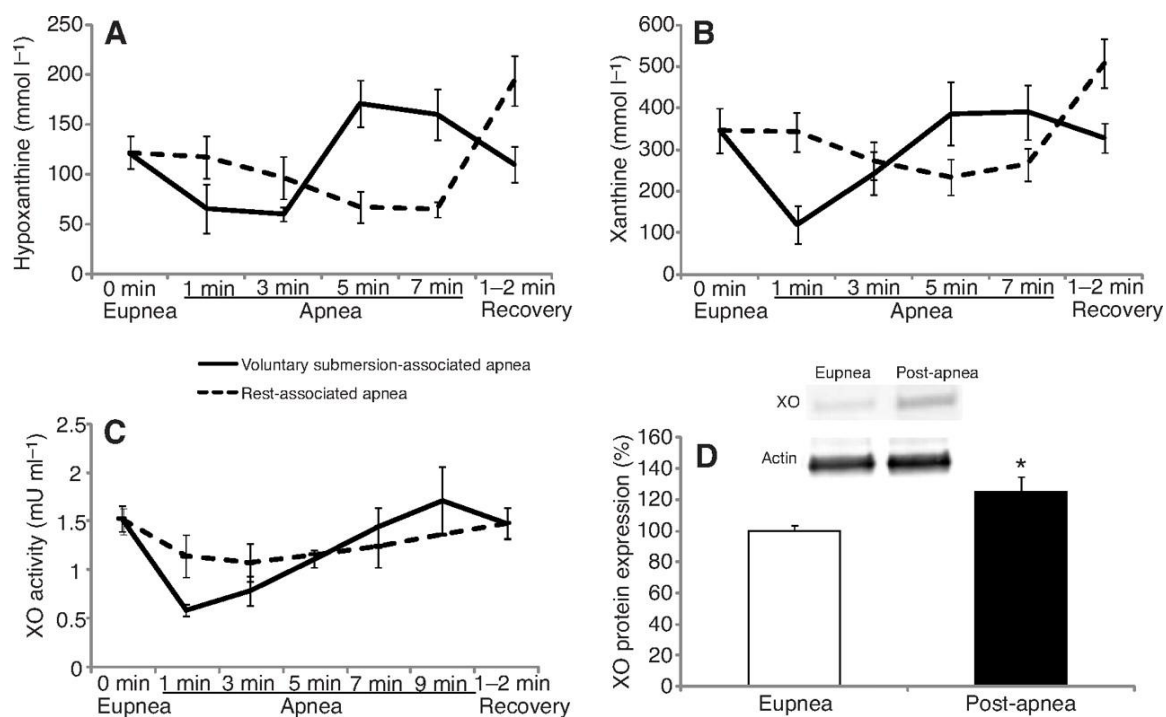 A
Hypoxanthine (mmol l–1)
250
200
150
100
50
0
0 min 1 min 3 min 5 min 7 min 1–2 min
Eupnea Apnea Recovery
B
Xanthine (mmol l–1)
600
500
400
300
200
100
0
0 min 1 min 3 min 5 min 7 min 1–2 min
Eupnea Apnea Recovery
Voluntary submersion-associated apnea
Rest-associated apnea
C
XO activity (mU ml–1)
2.5
2
1.5
1
0.5
0
0 min 1 min 3 min 5 min 7 min 9 min 1–2 min
Eupnea Apnea Recovery
Eupnea Post-apnea
XO
Actin
D
*
XO protein expression (%)
160
140
120
100
80
60
40
20
0
Eupnea Post-apnea